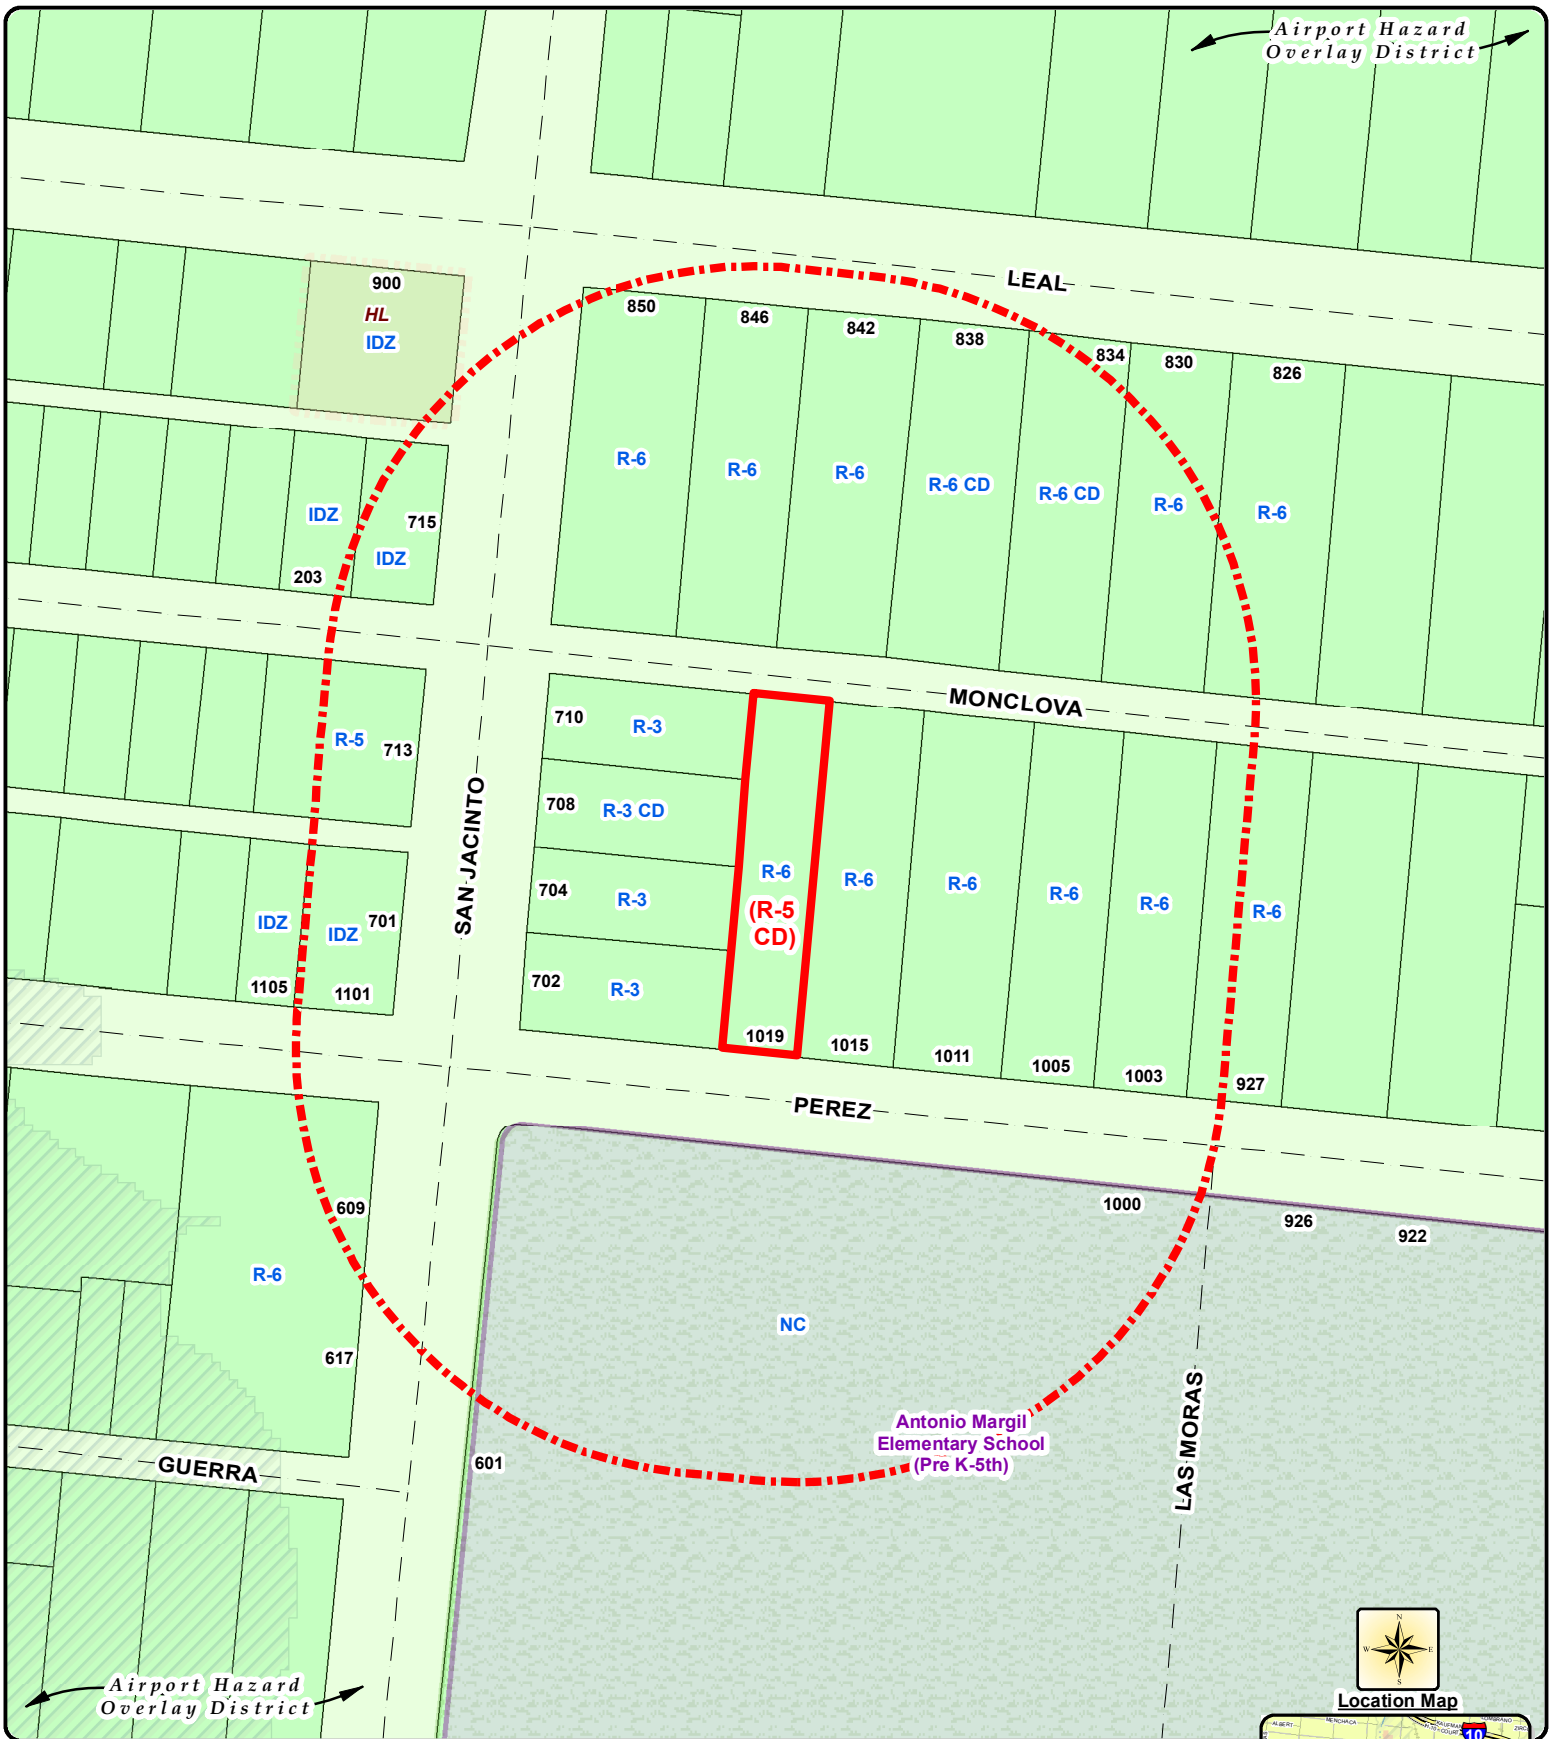 Airport Hazard
Overlay District
LEAL
900
HL
IDZ
850
846
842
838
834
830
826
R-6
R-6
R-6
R-6 CD
R-6 CD
R-6
R-6
IDZ
715
IDZ
203
MONCLOVA
710
R-3
R-5
713
708
R-3 CD
SAN JACINTO
704
R-3
R-6
(R-5
CD)
R-6
R-6
R-6
R-6
R-6
IDZ
IDZ
701
1105
1101
702
R-3
1019
1015
1011
1005
1003
927
PEREZ
609
1000
926
922
R-6
NC
617
Antonio Margil
Elementary School
(Pre K-5th)
LAS MORAS
601
GUERRA
N
W
E
S
Airport Hazard
Overlay District
Location Map
ALBERT
MENCHACA
10